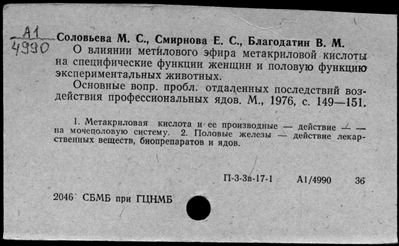 А1
4990
Соловьева М. С., Смирнова Е. С., Благодатин В. М.
О влиянии метилового эфира метакриловой кислоты
на специфические функции женщин и половую функцию
экспериментальных животных.
Основные вопр. пробл. отдаленных последствий воз-
действия профессиональных ядов. М., 1976, с. 149—151.
1. Метакриловая кислота и ее производные — действие — —
на мочеполовую систему. 2. Половые железы — действие лекар-
ственных веществ, биопрепаратов и ядов.
П-3-3в-17-1 А1/4990 36
2046 СБМБ при ГЦНМБ